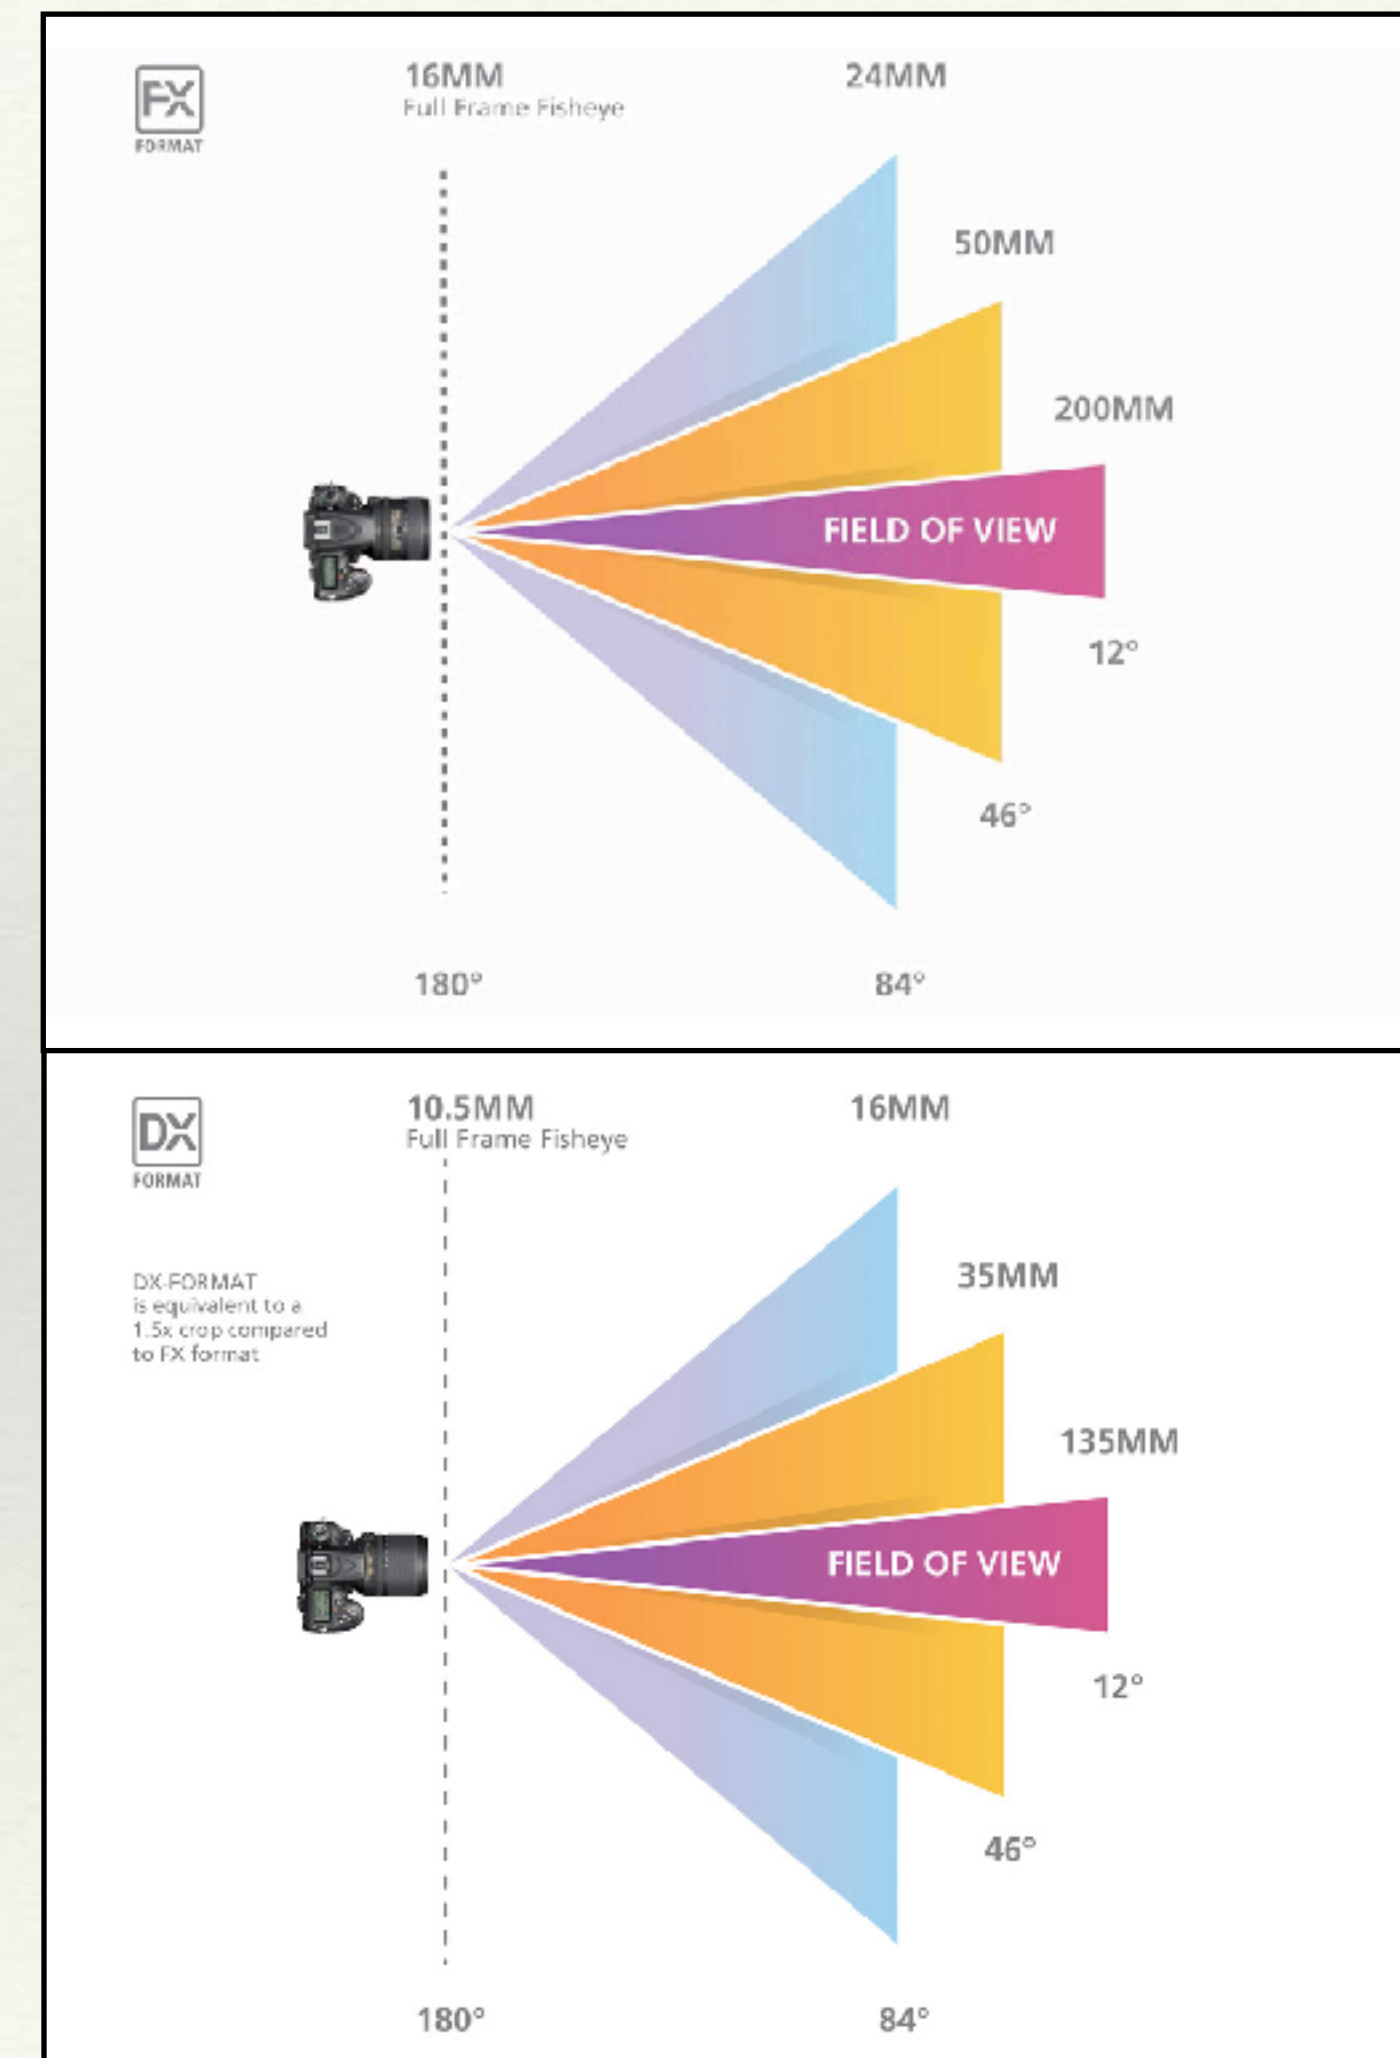 FX
FORMAT
16MM
Full Frame Fisheye
24MM
50MM
200MM
FIELD OF VIEW
12°
46°
180°
84°
DX
FORMAT
10.5MM
Full Frame Fisheye
16MM
DX-FORMAT
is equivalent to a
1.5x crop compared
to FX format
35MM
135MM
FIELD OF VIEW
12°
46°
180°
84°